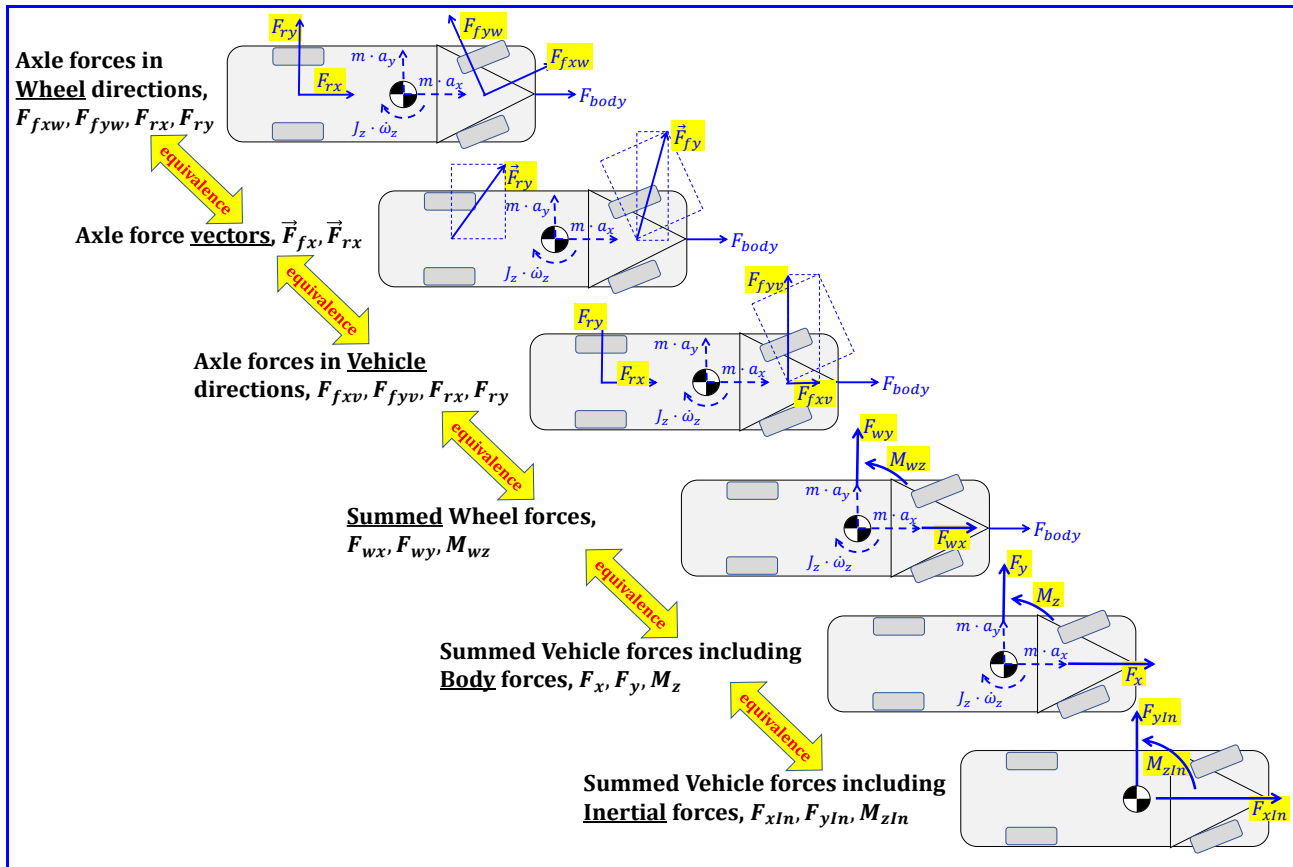 Axle forces in
Wheel directions,
F_fxw, F_fyw, F_rx, F_ry
F_ry
F_rx
m · a_y
m · a_x
J_z · ω̇_z
F_fyw
F_fxw
F_body
equivalence
Axle force vectors, F⃗_fx, F⃗_rx
F⃗_ry
m · a_y
m · a_x
J_z · ω̇_z
F⃗_fy
F_body
equivalence
Axle forces in Vehicle
directions, F_fxv, F_fyv, F_rx, F_ry
F_ry
F_rx
m · a_y
m · a_x
J_z · ω̇_z
F_fyv
F_fxv
F_body
equivalence
Summed Wheel forces,
F_wx, F_wy, M_wz
F_wy
M_wz
m · a_y
m · a_x
J_z · ω̇_z
F_wx
F_body
equivalence
Summed Vehicle forces including
Body forces, F_x, F_y, M_z
F_y
M_z
m · a_y
m · a_x
J_z · ω̇_z
F_x
equivalence
Summed Vehicle forces including
Inertial forces, F_xIn, F_yIn, M_zIn
F_yIn
M_zIn
F_xIn